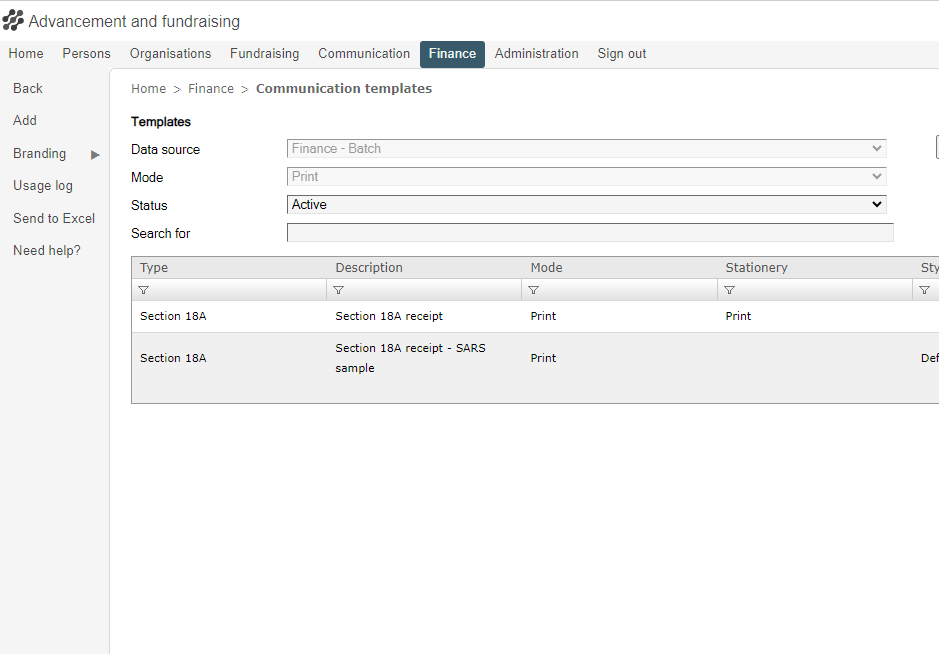 Advancement and fundraising
Home Persons Organisations Fundraising Communication Finance Administration Sign out
Back
Add
Branding
Usage log
Send to Excel
Need help?
Home > Finance > Communication templates
Templates
Data source Finance - Batch
Mode Print
Status Active
Search for
Type Description Mode Stationery Sty
Section 18A Section 18A receipt Print Print
Section 18A Section 18A receipt - SARS sample Print Def